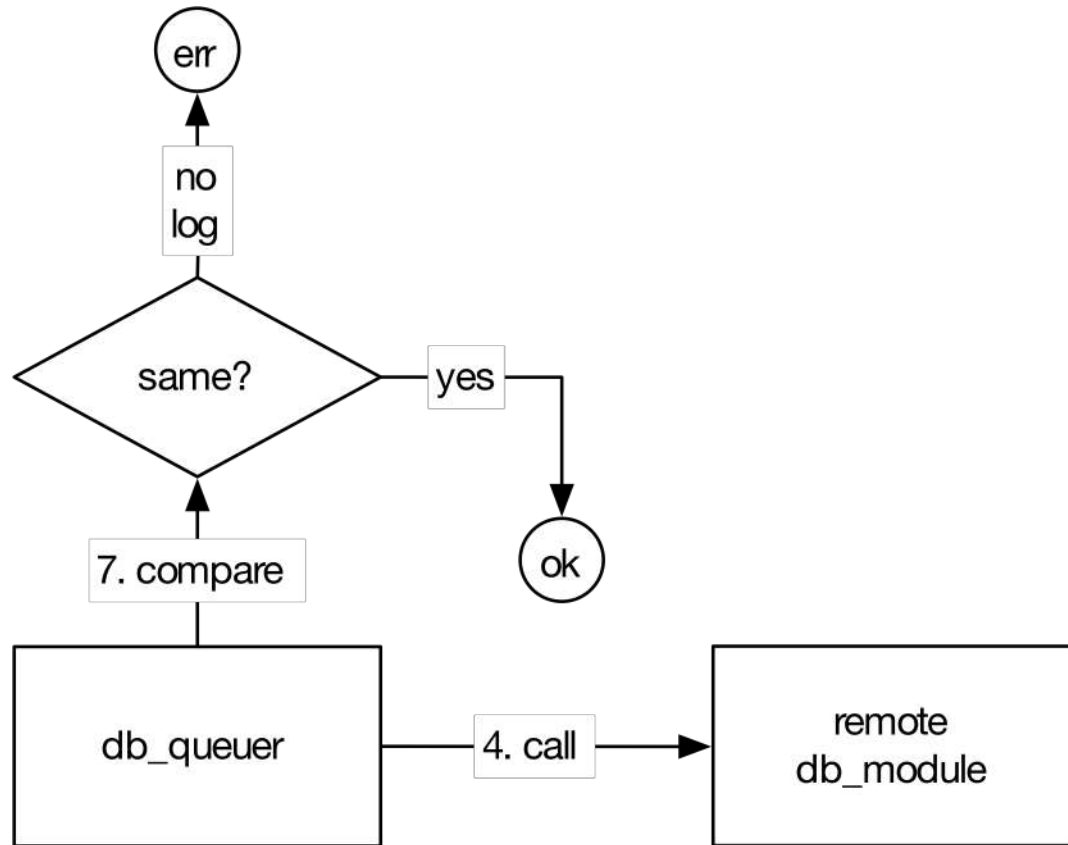 err
no
log
same?
yes
7. compare
ok
db_queuer
4. call
remote
db_module